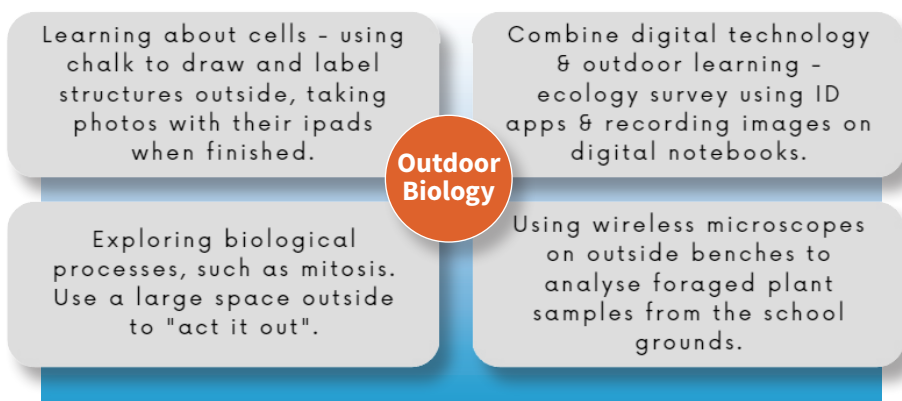 Learning about cells - using
chalk to draw and label
structures outside, taking
photos with their ipads
when finished.
Combine digital technology
& outdoor learning -
ecology survey using ID
apps & recording images on
digital notebooks.
Outdoor
Biology
Exploring biological
processes, such as mitosis.
Use a large space outside
to "act it out".
Using wireless microscopes
on outside benches to
analyse foraged plant
samples from the school
grounds.